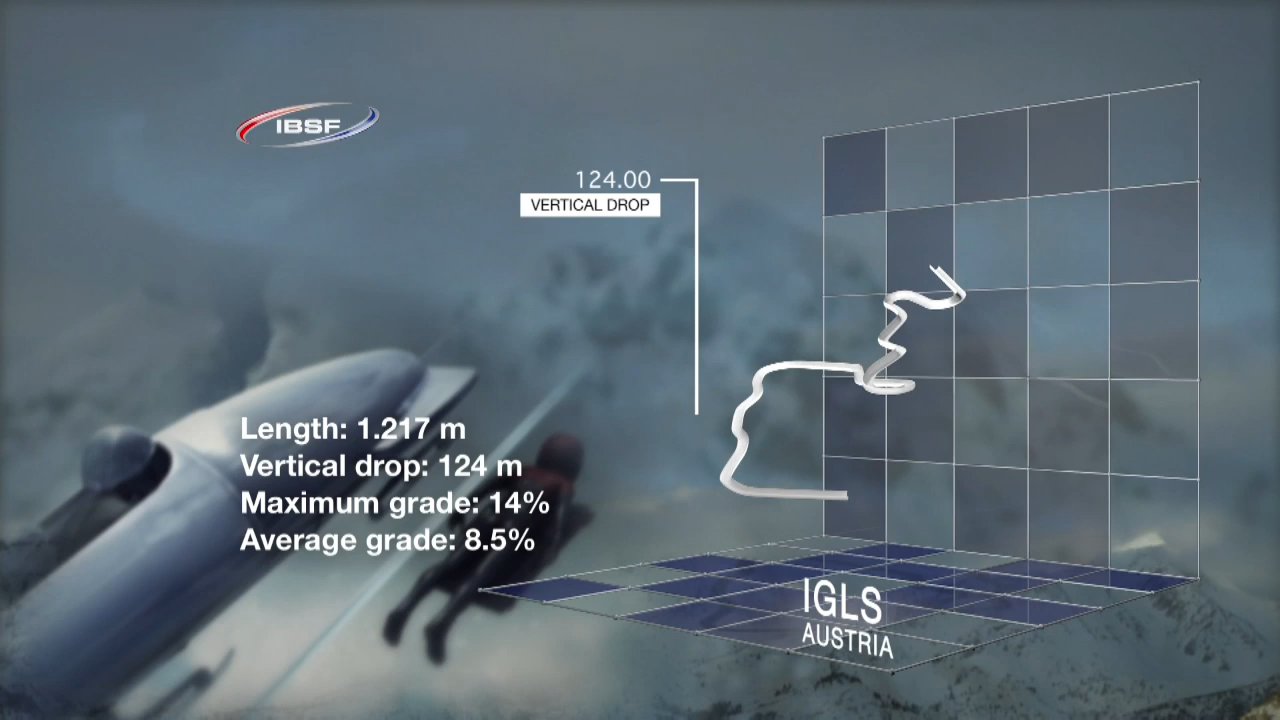 IBSF
124.00
VERTICAL DROP
Length: 1.217 m
Vertical drop: 124 m
Maximum grade: 14%
Average grade: 8.5%
IGLS
AUSTRIA